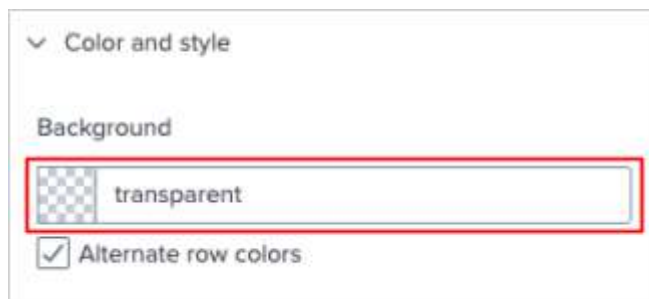 Color and style
Background
transparent
Alternate row colors